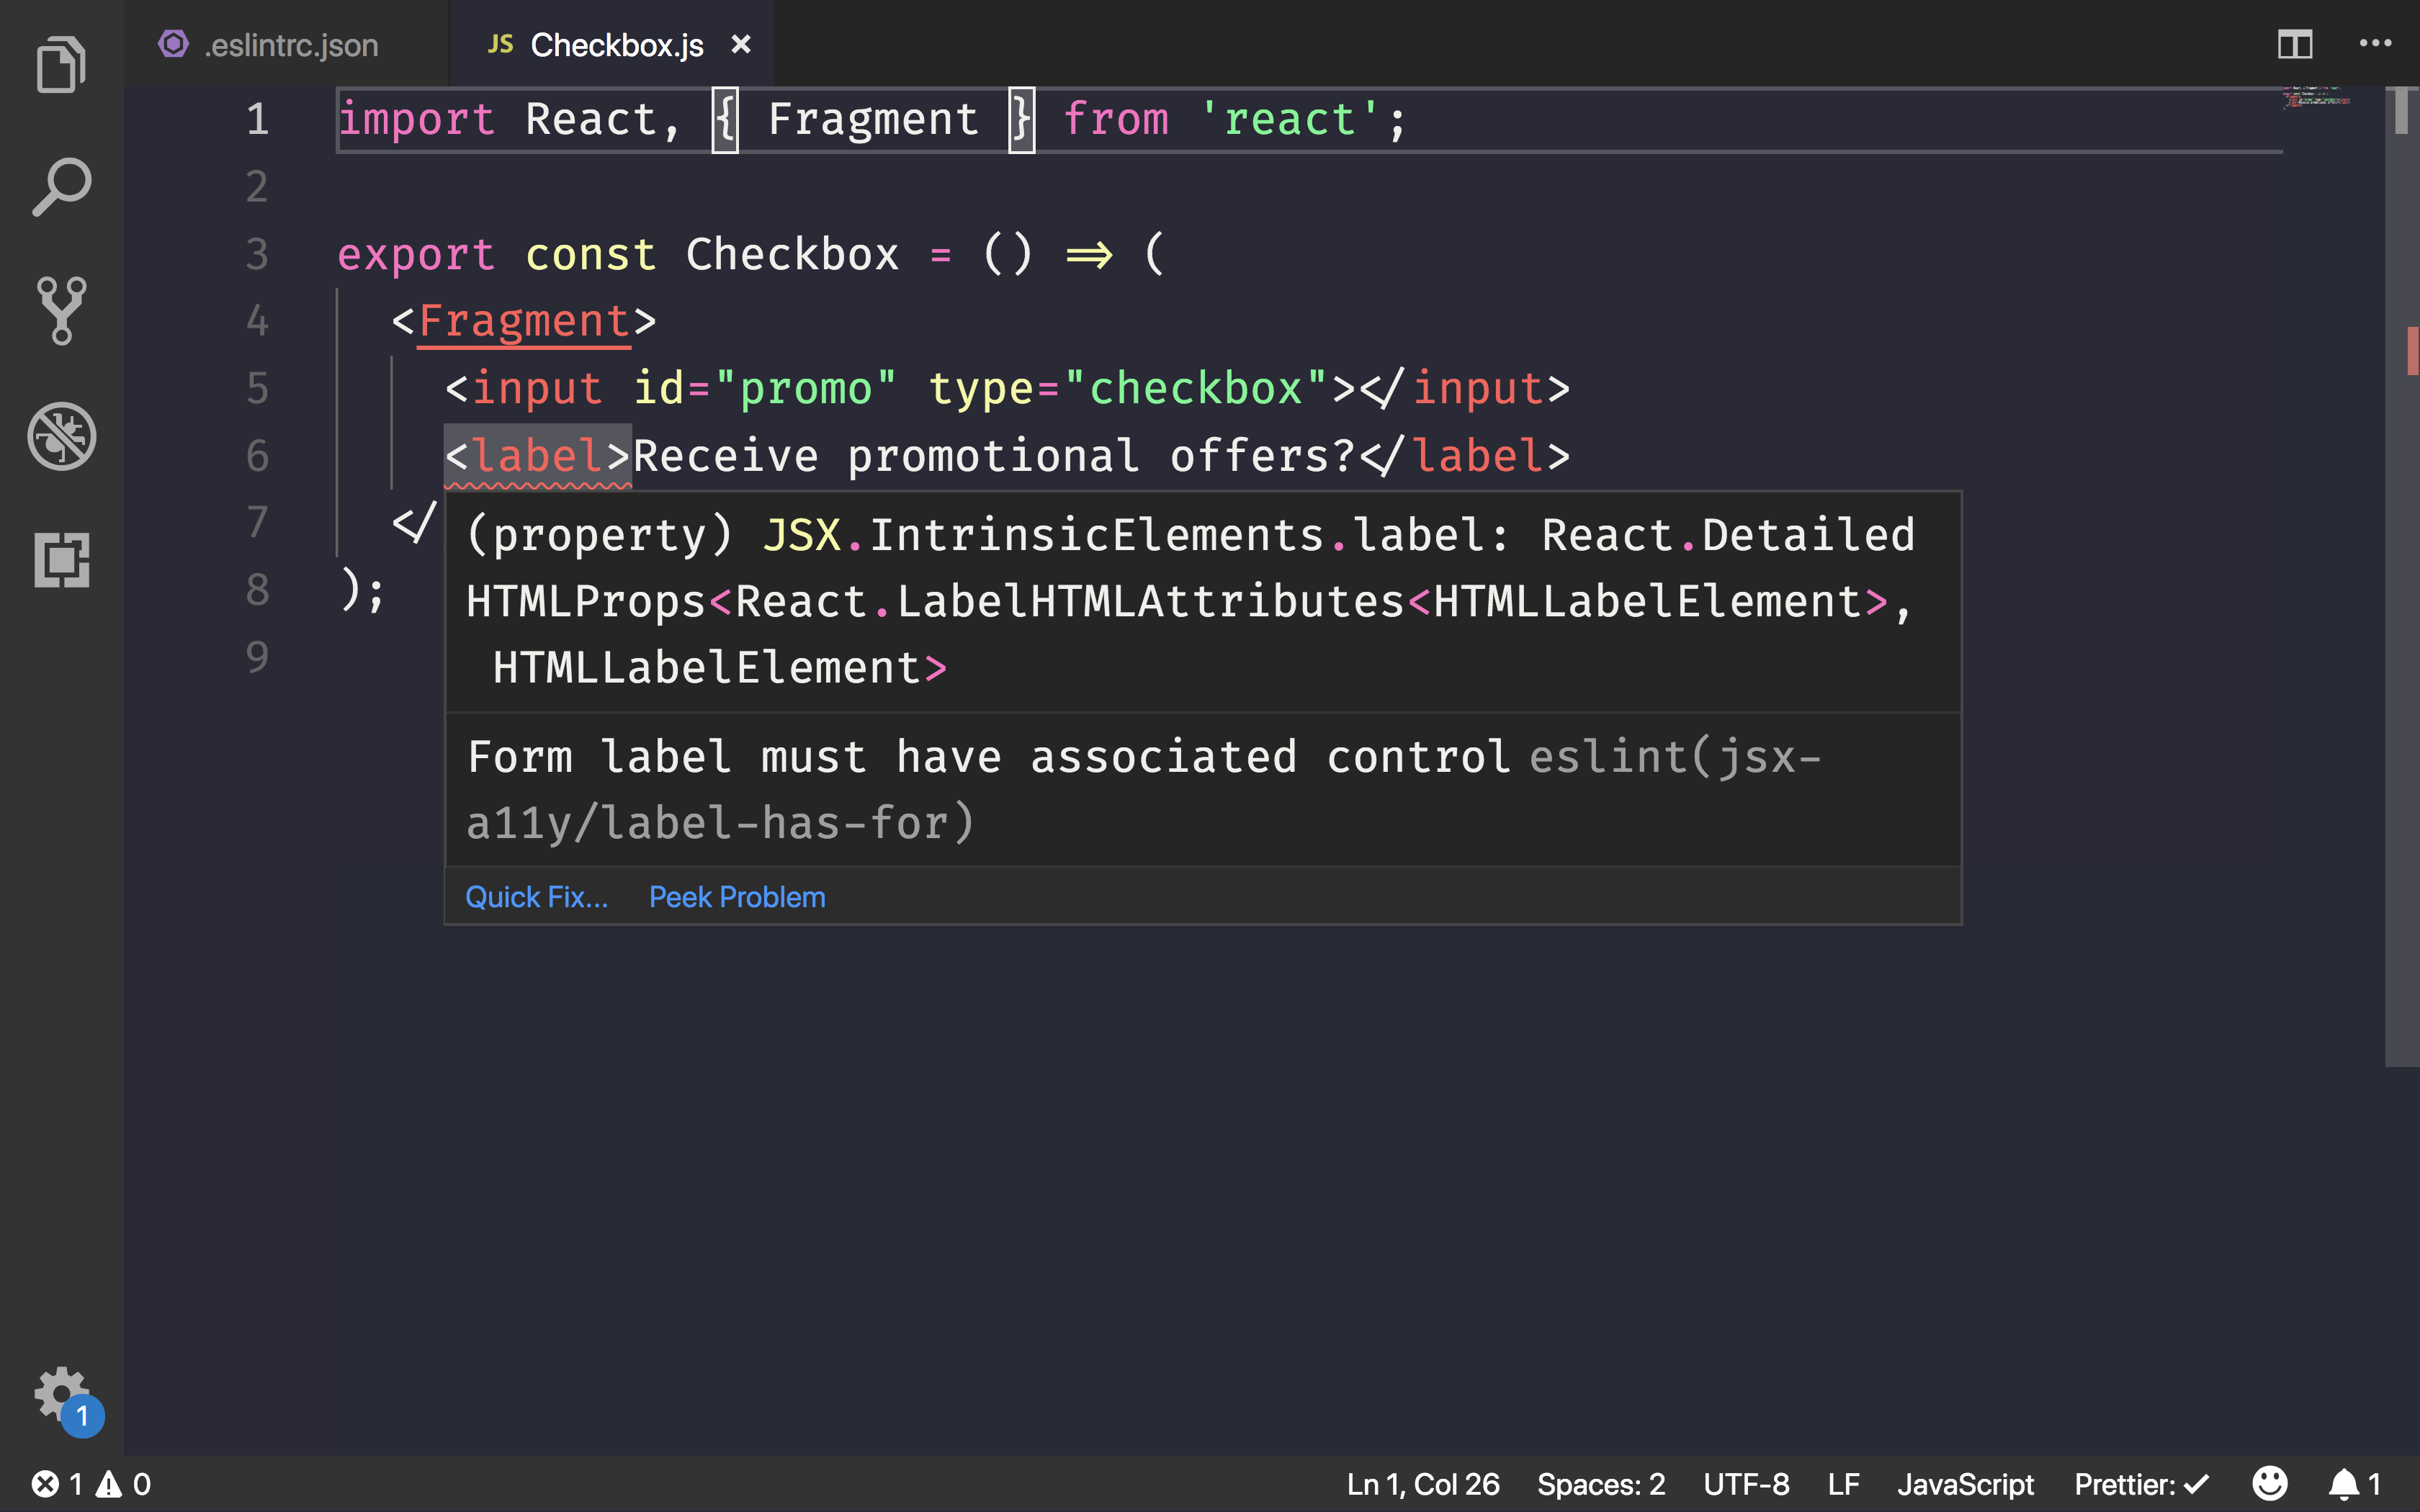 .eslintrc.json
JS Checkbox.js
1 import React, { Fragment } from 'react';
2
3 export const Checkbox = () => (
4 <Fragment>
5 <input id="promo" type="checkbox"></input>
6 <label>Receive promotional offers?</label>
7 </
8 );
9
(property) JSX.IntrinsicElements.label: React.Detailed
HTMLProps<React.LabelHTMLAttributes<HTMLLabelElement>,
HTMLLabelElement>
Form label must have associated control eslint(jsx-
a11y/label-has-for)
Quick Fix... Peek Problem
1
1 0 Ln 1, Col 26 Spaces: 2 UTF-8 LF JavaScript Prettier: ✓ 1